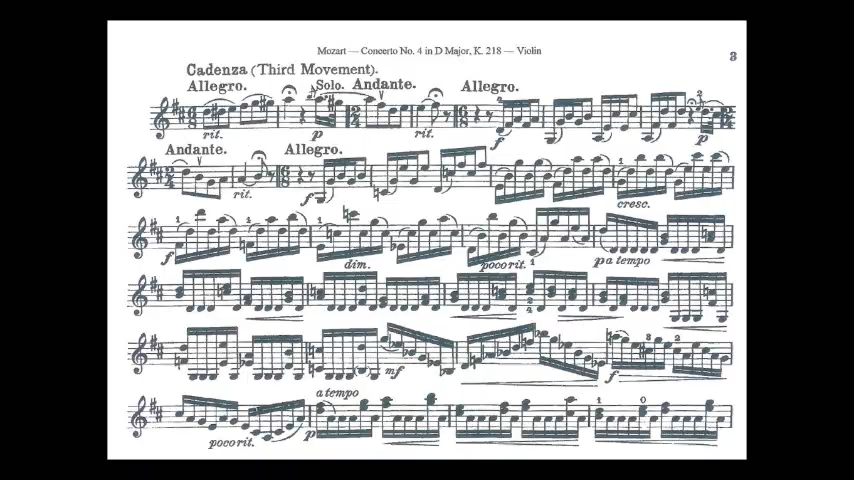 Mozart — Concerto No. 4 in D Major, K. 218 — Violin
3
Cadenza (Third Movement).
Allegro. Solo. Andante. Allegro.
rit. p rit. f p
Andante. Allegro.
rit. f cresc.
f dim. poco rit. p a tempo
mf f
a tempo
poco rit. p